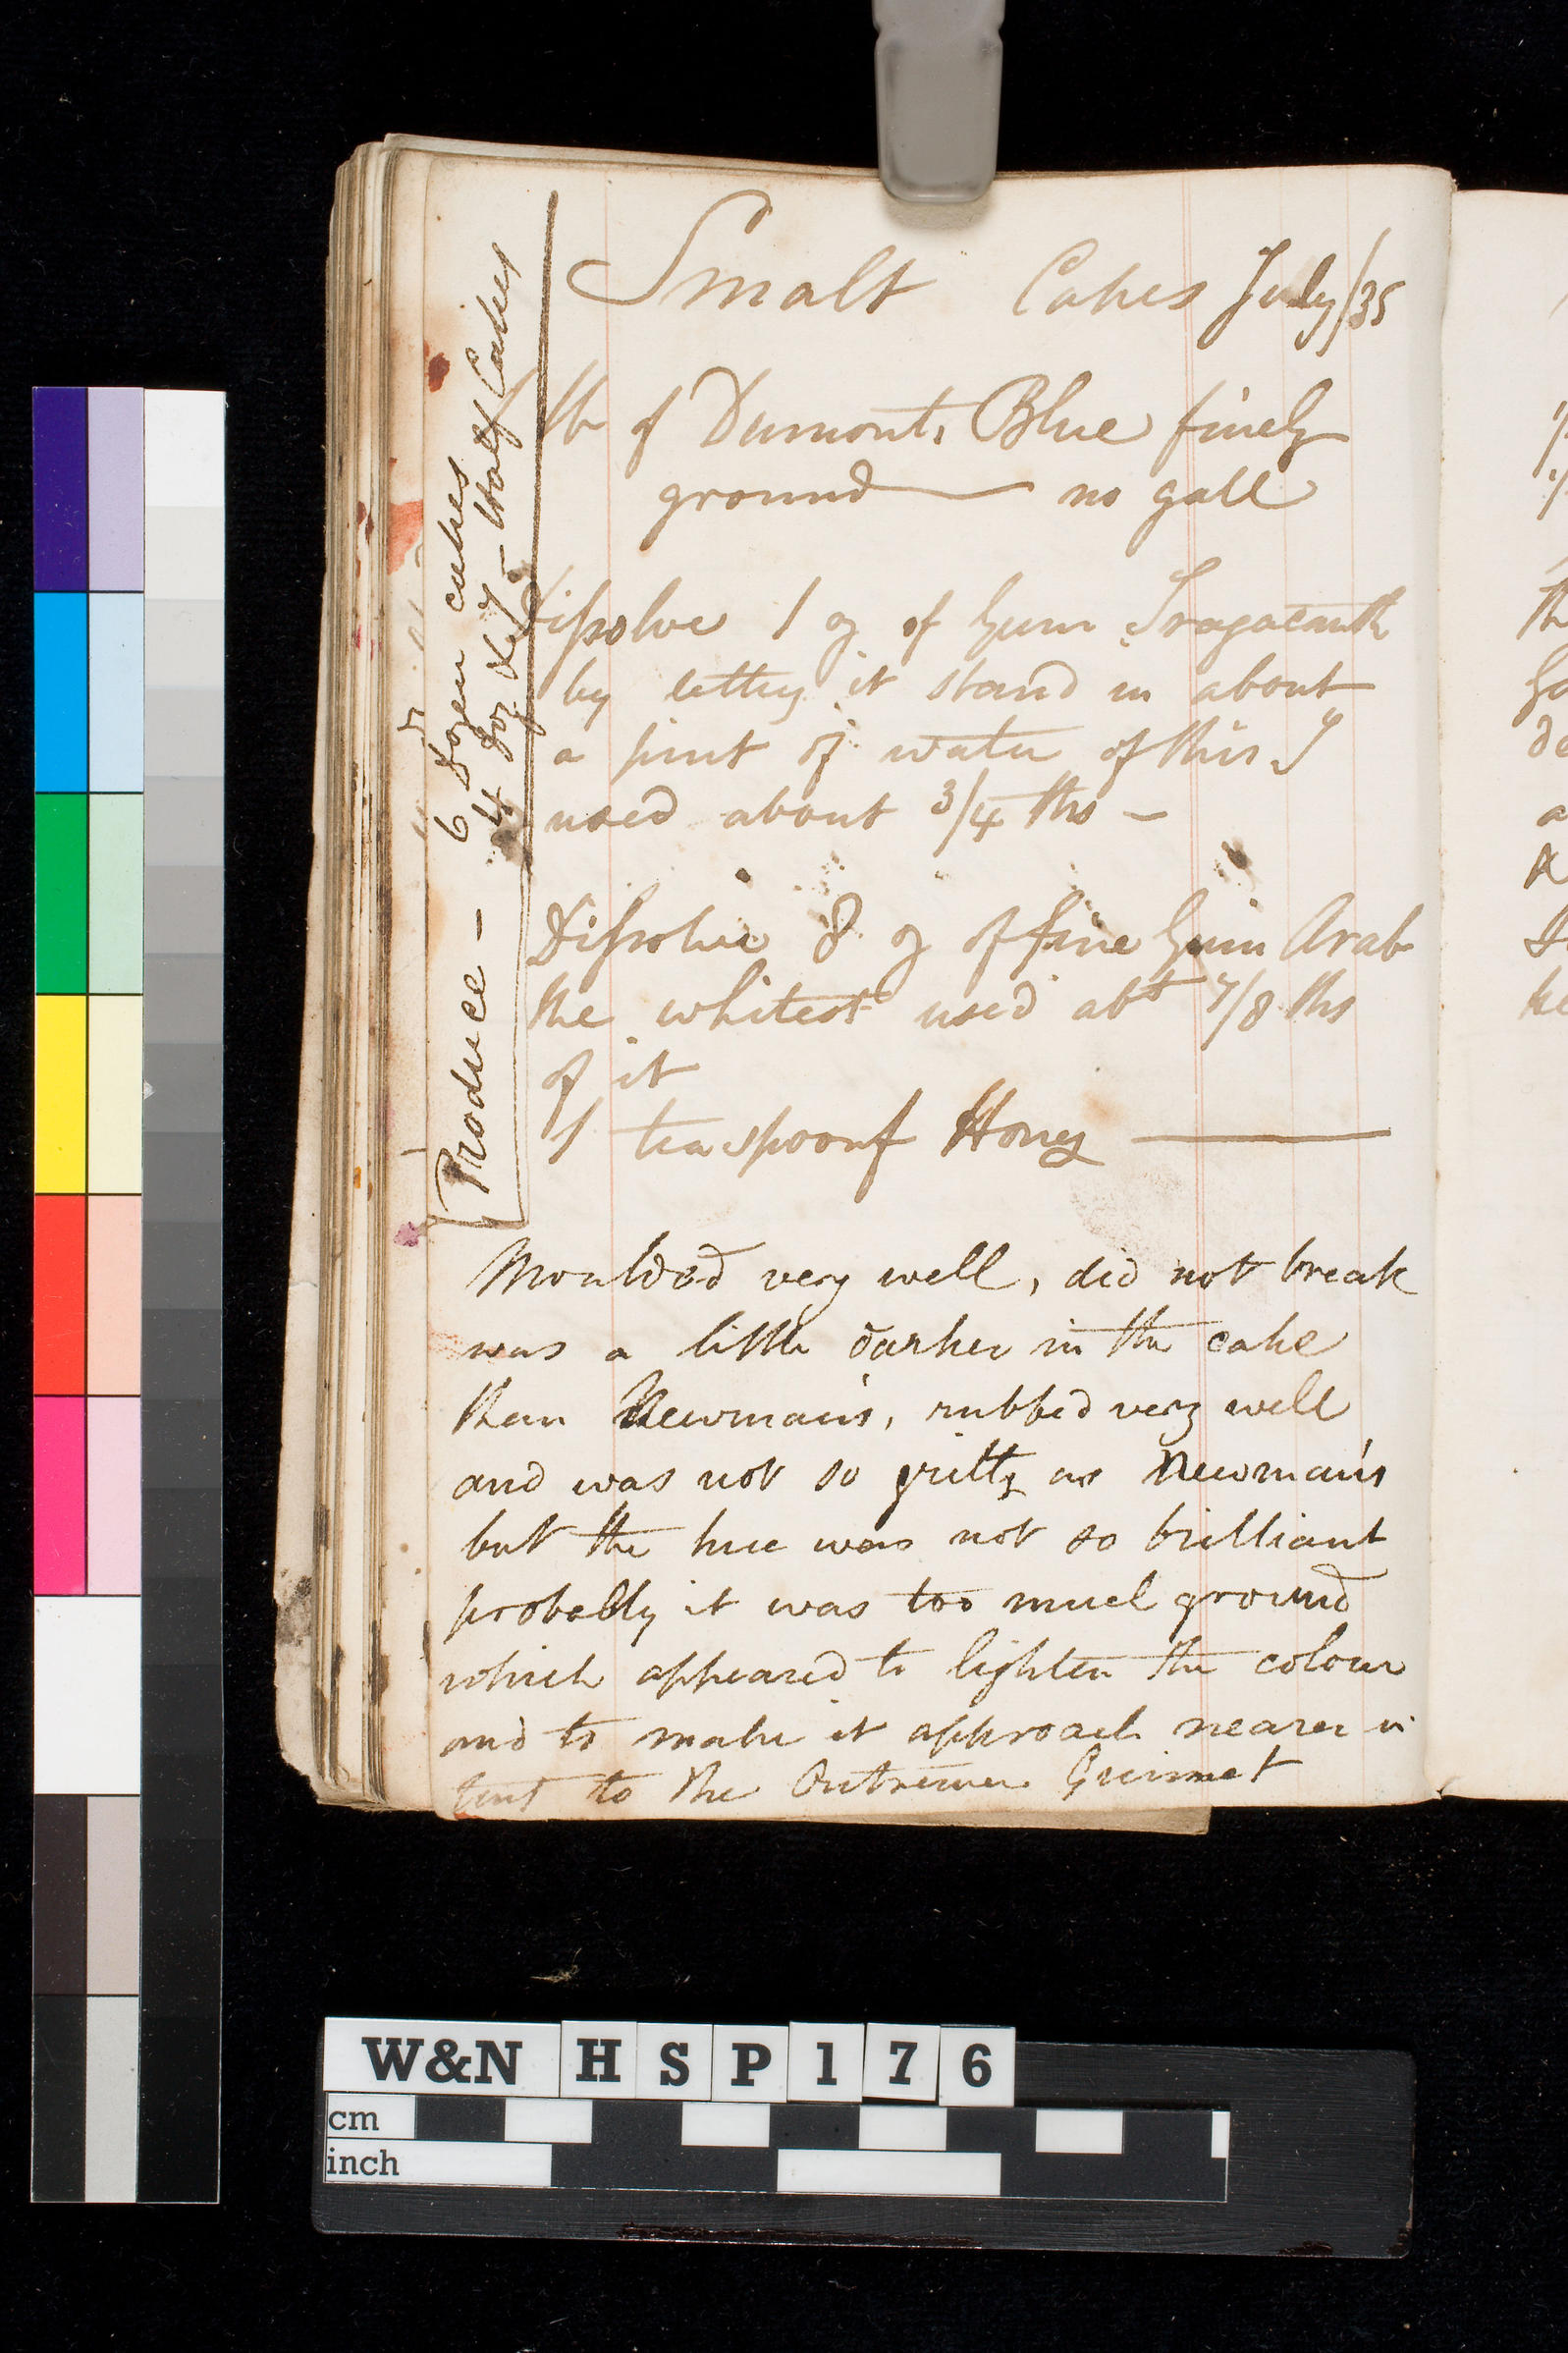 Smalt Cakes July/35
lb of Dumonts Blue finely
ground — no gall
Dissolve 1 oz of Gum Tragacanth
by letting it stand in about
a pint of water of this I
used about 3/4 ths —
Dissolve 8 oz of fine Gum Arab
the whitest used abt 7/8 ths
of it
1 teaspoonf Honey —
Produce — 6 dozen cakes
4 doz & 7 — Half Cakes
Moulded very well, did not break
was a little darker in the cake
than Newman's, rubbed very well
and was not so gritty as Newman's
but the hue was not so brilliant
probably it was too much ground
which appeared to lighten the colour
and to make it approach nearer in
tint to the Outremer Guimet
W&N HSP176
cm
inch